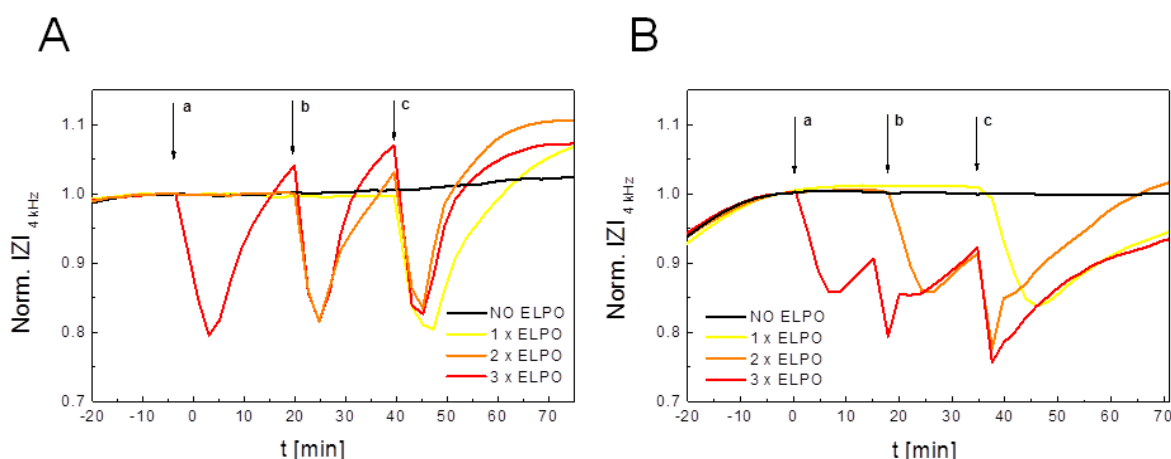 A
a
b
c
1.1
1.0
0.9
0.8
0.7
Norm. IZI 4 kHz
NO ELPO
1 x ELPO
2 x ELPO
3 x ELPO
-20 -10 0 10 20 30 40 50 60 70
t [min]
B
a
b
c
1.1
1.0
0.9
0.8
0.7
Norm. IZI 4 kHz
NO ELPO
1 x ELPO
2 x ELPO
3 x ELPO
-20 -10 0 10 20 30 40 50 60 70
t [min]